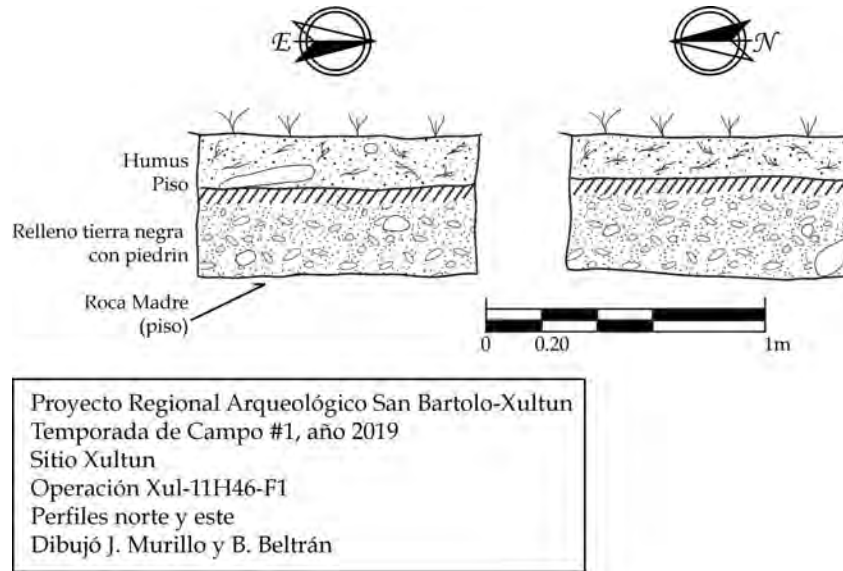 E
N
Humus
Piso
Relleno tierra negra
con piedrin
Roca Madre
(piso)
0 0.20 1m
Proyecto Regional Arqueológico San Bartolo-Xultun
Temporada de Campo #1, año 2019
Sitio Xultun
Operación Xul-11H46-F1
Perfiles norte y este
Dibujó J. Murillo y B. Beltrán